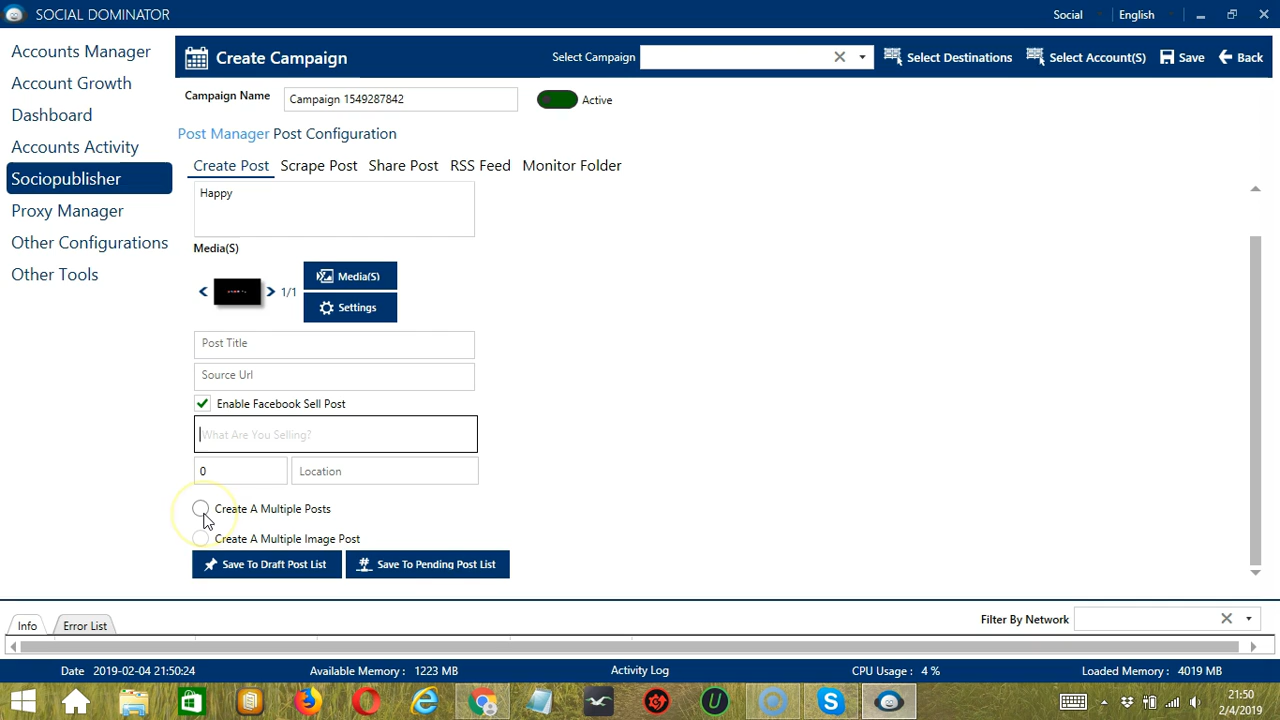 SOCIAL DOMINATOR
Social
English
Accounts Manager
Account Growth
Dashboard
Accounts Activity
Sociopublisher
Proxy Manager
Other Configurations
Other Tools
Create Campaign
Select Campaign
Select Destinations
Select Account(S)
Save
Back
Campaign Name
Campaign 1549287842
Active
Post Manager Post Configuration
Create Post
Scrape Post
Share Post
RSS Feed
Monitor Folder
Happy
Media(S)
1/1
Media(S)
Settings
Post Title
Source Url
Enable Facebook Sell Post
What Are You Selling?
0
Location
Create A Multiple Posts
Create A Multiple Image Post
Save To Draft Post List
Save To Pending Post List
Info
Error List
Filter By Network
Date 2019-02-04 21:50:24
Available Memory : 1223 MB
Activity Log
CPU Usage : 4 %
Loaded Memory : 4019 MB
21:50
2/4/2019